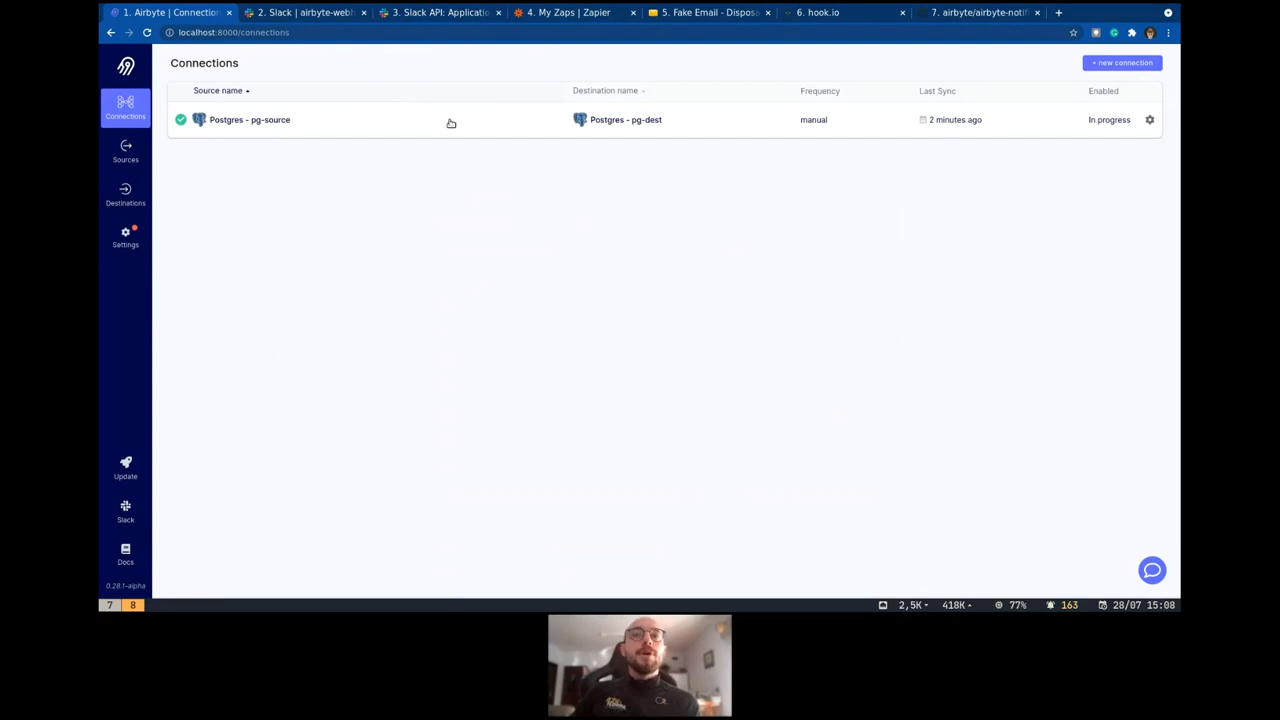 1. Airbyte | Connection
2. Slack | airbyte-webh
3. Slack API: Applicatio
4. My Zaps | Zapier
5. Fake Email - Disposa
6. hook.io
7. airbyte/airbyte-notif
localhost:8000/connections
Connections
+ new connection
Source name
Destination name
Frequency
Last Sync
Enabled
Postgres - pg-source
Postgres - pg-dest
manual
2 minutes ago
In progress
Connections
Sources
Destinations
Settings
Update
Slack
Docs
0.28.1-alpha
7 8
2,5K
418K
77%
163
28/07 15:08